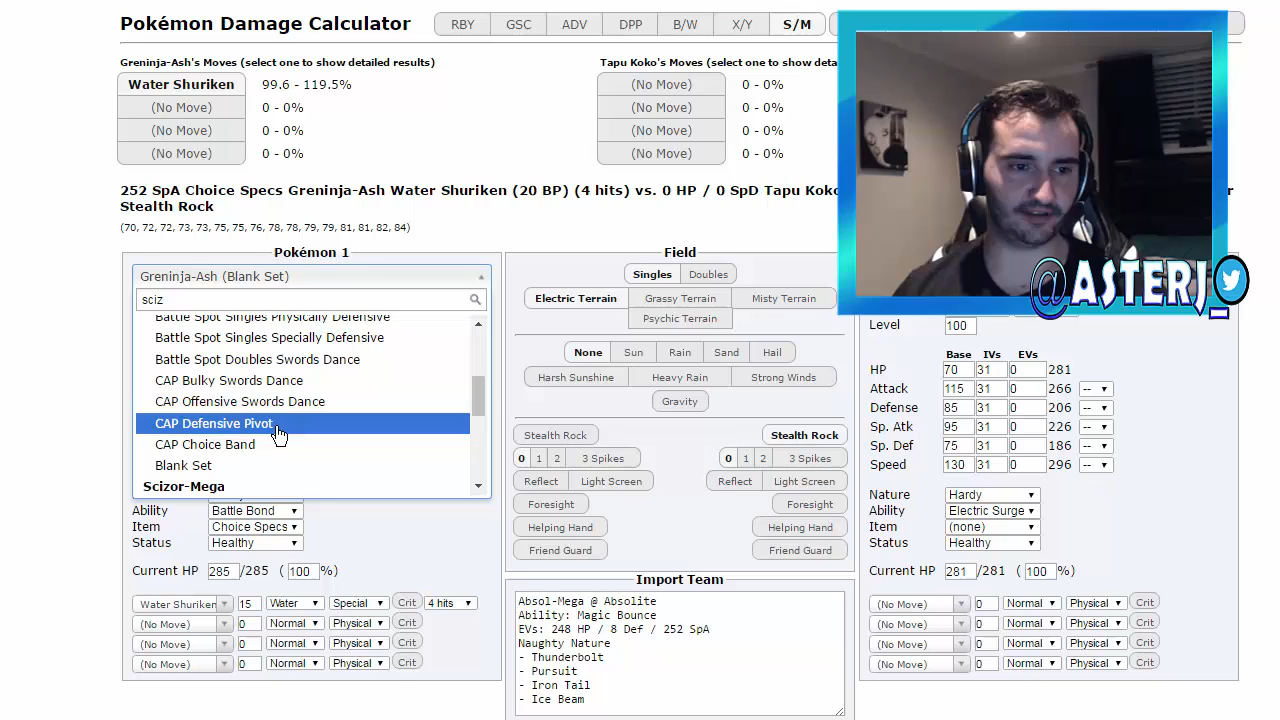 Pokémon Damage Calculator
RBY GSC ADV DPP B/W X/Y S/M
Greninja-Ash's Moves (select one to show detailed results)
Water Shuriken 99.6 - 119.5%
(No Move) 0 - 0%
(No Move) 0 - 0%
(No Move) 0 - 0%
Tapu Koko's Moves (select one to show deta
(No Move) 0 - 0%
(No Move) 0 - 0%
(No Move) 0 - 0%
(No Move) 0 - 0%
252 SpA Choice Specs Greninja-Ash Water Shuriken (20 BP) (4 hits) vs. 0 HP / 0 SpD Tapu Koko
Stealth Rock
(70, 72, 72, 73, 73, 75, 75, 76, 78, 78, 79, 79, 81, 81, 82, 84)
Pokémon 1
Greninja-Ash (Blank Set)
sciz
Battle Spot Singles Physically Defensive
Battle Spot Singles Specially Defensive
Battle Spot Doubles Swords Dance
CAP Bulky Swords Dance
CAP Offensive Swords Dance
CAP Defensive Pivot
CAP Choice Band
Blank Set
Scizor-Mega
Ability Battle Bond
Item Choice Specs
Status Healthy
Current HP 285/285 (100%)
Water Shuriken 15 Water Special Crit 4 hits
(No Move) 0 Normal Physical Crit
(No Move) 0 Normal Physical Crit
(No Move) 0 Normal Physical Crit
Field
Singles Doubles
Electric Terrain Grassy Terrain Misty Terrain
Psychic Terrain
None Sun Rain Sand Hail
Harsh Sunshine Heavy Rain Strong Winds
Gravity
Stealth Rock Stealth Rock
0 1 2 3 Spikes 0 1 2 3 Spikes
Reflect Light Screen Reflect Light Screen
Foresight Foresight
Helping Hand Helping Hand
Friend Guard Friend Guard
Import Team
Absol-Mega @ Absolite
Ability: Magic Bounce
EVs: 248 HP / 8 Def / 252 SpA
Naughty Nature
- Thunderbolt
- Pursuit
- Iron Tail
- Ice Beam
@ASTERJ_
Level 100
Base IVs EVs
HP 70 31 0 281
Attack 115 31 0 266 --
Defense 85 31 0 206 --
Sp. Atk 95 31 0 226 --
Sp. Def 75 31 0 186 --
Speed 130 31 0 296 --
Nature Hardy
Ability Electric Surge
Item (none)
Status Healthy
Current HP 281/281 (100%)
(No Move) 0 Normal Physical Crit
(No Move) 0 Normal Physical Crit
(No Move) 0 Normal Physical Crit
(No Move) 0 Normal Physical Crit